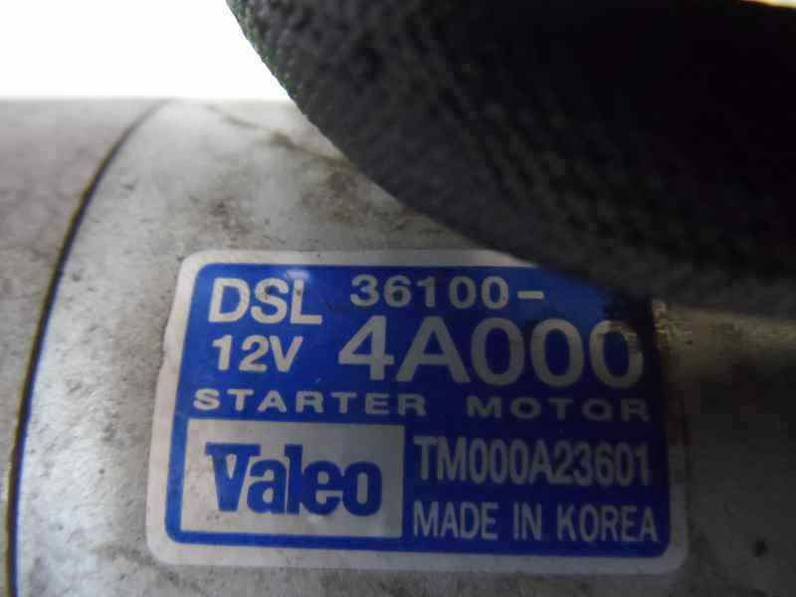 DSL 36100-
12V 4A000
STARTER MOTOR
Valeo TM000A23601
MADE IN KOREA